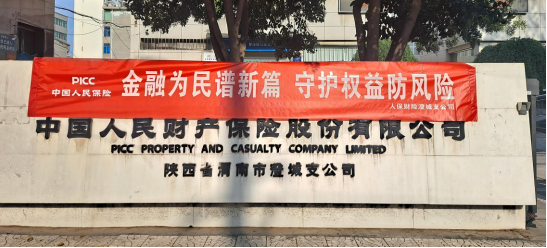 PICC
中国人民保险
金融为民谱新篇 守护权益防风险
人保财险澄城支公司
中国人民财产保险股份有限公司
PICC PROPERTY AND CASUALTY COMPANY LIMITED
陕西省渭南市澄城支公司